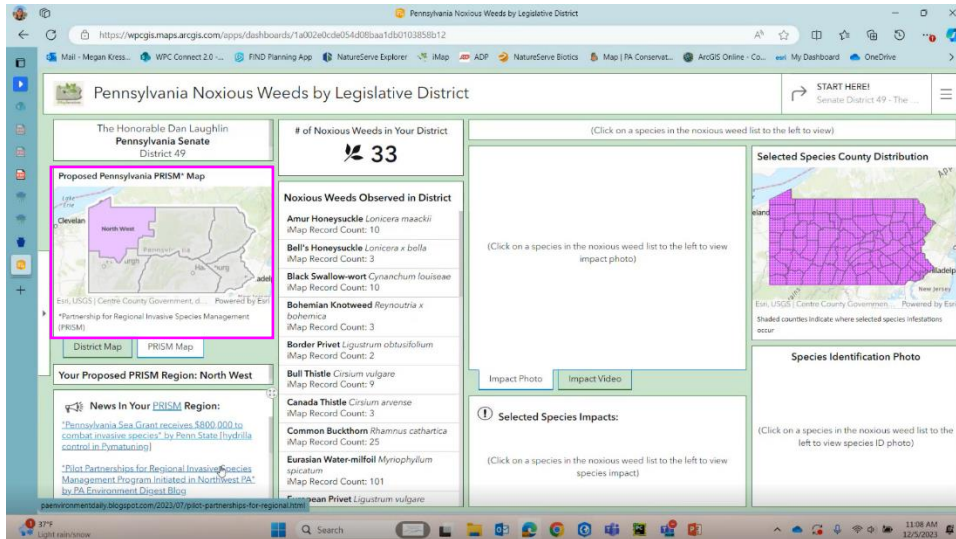 Pennsylvania Noxious Weeds by Legislative District
https://wpcgis.maps.arcgis.com/apps/dashboards/1a002e0cde054d08baa1db0103858b12
Mail - Megan Kress...
WPC Connect 2.0 -...
FIND Planning App
NatureServe Explorer
iMap
ADP
NatureServe Biotics
Map | PA Conservat...
ArcGIS Online - Co...
My Dashboard
OneDrive
Pennsylvania Noxious Weeds by Legislative District
START HERE!
Senate District 49 - The ...
The Honorable Dan Laughlin
Pennsylvania Senate
District 49
Proposed Pennsylvania PRISM* Map
Lake
Erie
Clevelan
North West
Pennsylvania
Esri, USGS | Centre County Government, d... Powered by Esri
*Partnership for Regional Invasive Species Management
(PRISM)
District Map
PRISM Map
Your Proposed PRISM Region: North West
News In Your PRISM Region:
"Pennsylvania Sea Grant receives $800,000 to
combat invasive species" by Penn State [hydrilla
control in Pymatuning]
"Pilot Partnerships for Regional Invasive Species
Management Program Initiated in Northwest PA"
by PA Environment Digest Blog
paenvironmentdaily.blogspot.com/2023/07/pilot-partnerships-for-regional.html
# of Noxious Weeds in Your District
33
Noxious Weeds Observed in District
Amur Honeysuckle Lonicera maackii
iMap Record Count: 10
Bell's Honeysuckle Lonicera x bella
iMap Record Count: 3
Black Swallow-wort Cynanchum louiseae
iMap Record Count: 10
Bohemian Knotweed Reynoutria x
bohemica
iMap Record Count: 3
Border Privet Ligustrum obtusifolium
iMap Record Count: 2
Bull Thistle Cirsium vulgare
iMap Record Count: 9
Canada Thistle Cirsium arvense
iMap Record Count: 3
Common Buckthorn Rhamnus cathartica
iMap Record Count: 25
Eurasian Water-milfoil Myriophyllum
spicatum
iMap Record Count: 101
European Privet Ligustrum vulgare
(Click on a species in the noxious weed list to the left to view)
(Click on a species in the noxious weed list to the left to view
impact photo)
Impact Photo
Impact Video
Selected Species Impacts:
(Click on a species in the noxious weed list to the left to view
species impact)
Selected Species County Distribution
New Jersey
Esri, USGS | Centre County Governmen... Powered by Esri
Shaded counties indicate where selected species infestations
occur
Species Identification Photo
(Click on a species in the noxious weed list to the
left to view species ID photo)
37°F
Light rain/snow
Search
11:08 AM
12/5/2023